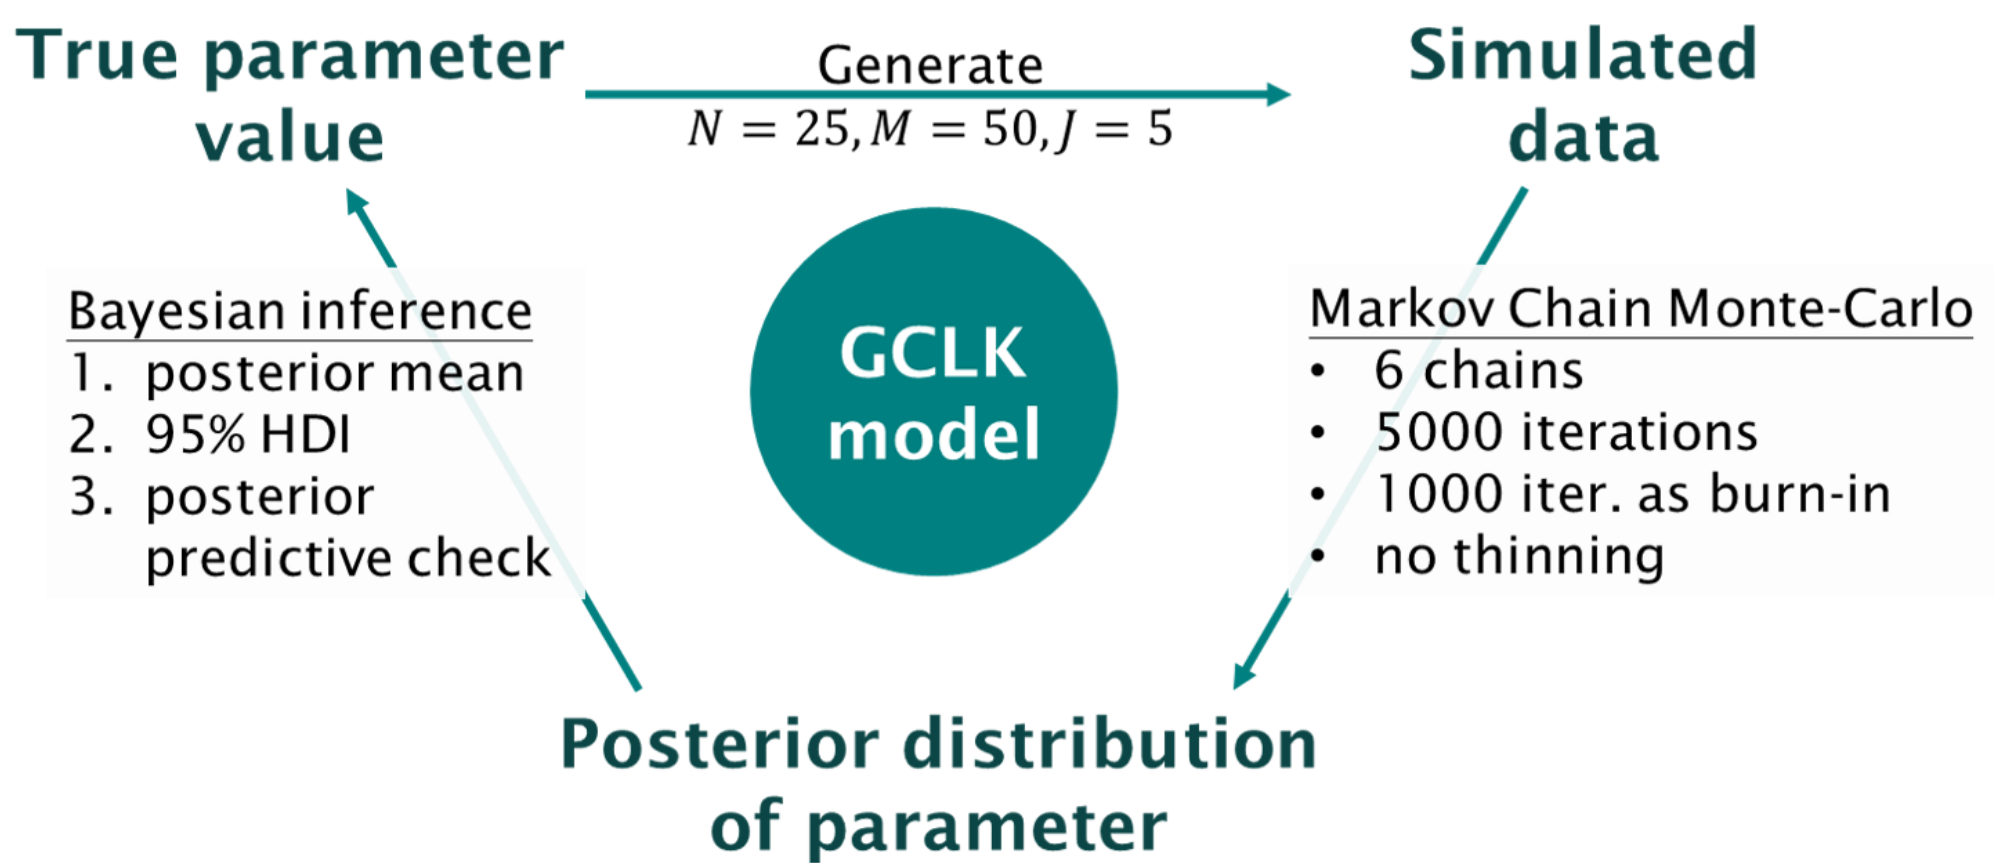 True parameter
value
Generate
N = 25, M = 50, J = 5
Simulated
data
Bayesian inference
1. posterior mean
2. 95% HDI
3. posterior
predictive check
GCLK
model
Markov Chain Monte-Carlo
• 6 chains
• 5000 iterations
• 1000 iter. as burn-in
• no thinning
Posterior distribution
of parameter